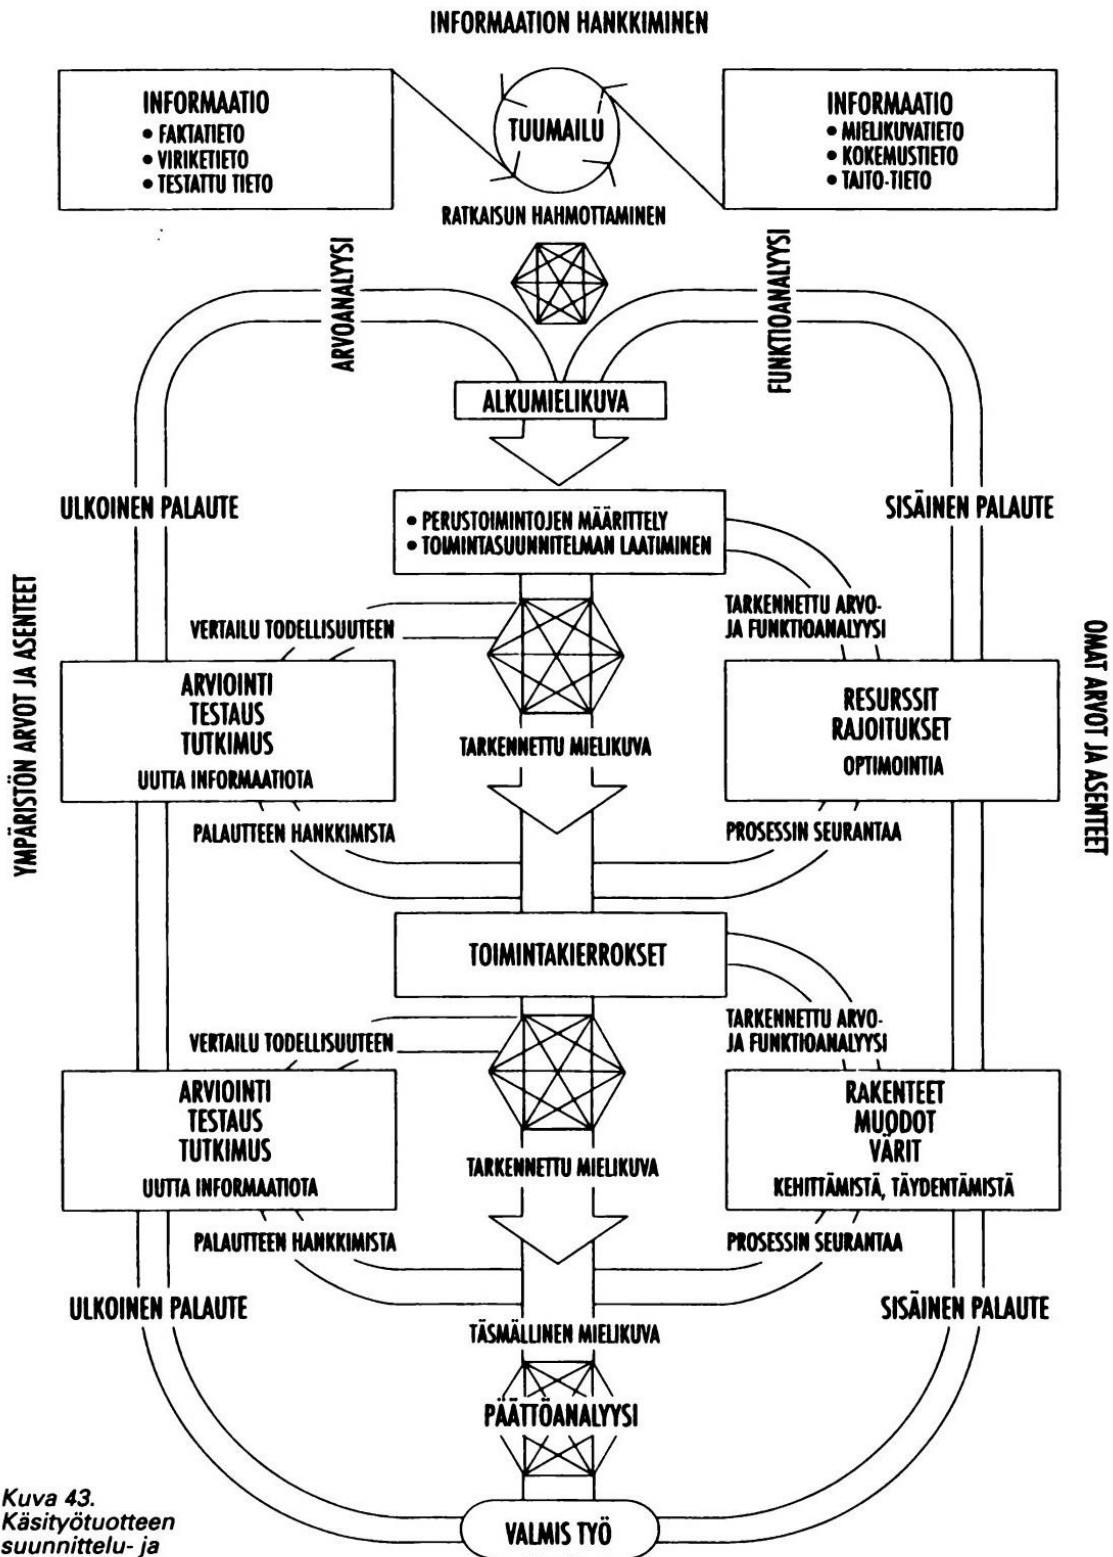 INFORMAATION HANKKIMINEN
INFORMAATIO
• FAKTATIETO
• VIRIKETIETO
• TESTATTU TIETO
TUUMAILU
INFORMAATIO
• MIELIKUVATIETO
• KOKEMUSTIETO
• TAITO-TIETO
RATKAISUN HAHMOTTAMINEN
ARVOANALYYSI
FUNKTIOANALYYSI
ALKUMIELIKUVA
ULKOINEN PALAUTE
SISÄINEN PALAUTE
• PERUSTOIMINTOJEN MÄÄRITTELY
• TOIMINTASUUNNITELMAN LAATIMINEN
YMPÄRISTÖN ARVOT JA ASENTEET
OMAT ARVOT JA ASENTEET
VERTAILU TODELLISUUTEEN
TARKENNETTU ARVO-
JA FUNKTIOANALYYSI
ARVIOINTI
TESTAUS
TUTKIMUS
UUTTA INFORMAATIOTA
TARKENNETTU MIELIKUVA
RESURSSIT
RAJOITUKSET
OPTIMOINTIA
PALAUTTEEN HANKKIMISTA
PROSESSIN SEURANTAA
TOIMINTAKIERROKSET
VERTAILU TODELLISUUTEEN
TARKENNETTU ARVO-
JA FUNKTIOANALYYSI
ARVIOINTI
TESTAUS
TUTKIMUS
UUTTA INFORMAATIOTA
TARKENNETTU MIELIKUVA
RAKENTEET
MUODOT
VÄRIT
KEHITTÄMISTÄ, TÄYDENTÄMISTÄ
PALAUTTEEN HANKKIMISTA
PROSESSIN SEURANTAA
ULKOINEN PALAUTE
SISÄINEN PALAUTE
TÄSMÄLLINEN MIELIKUVA
PÄÄTTÖANALYYSI
VALMIS TYÖ
Kuva 43.
Käsityötuotteen
suunnittelu- ja